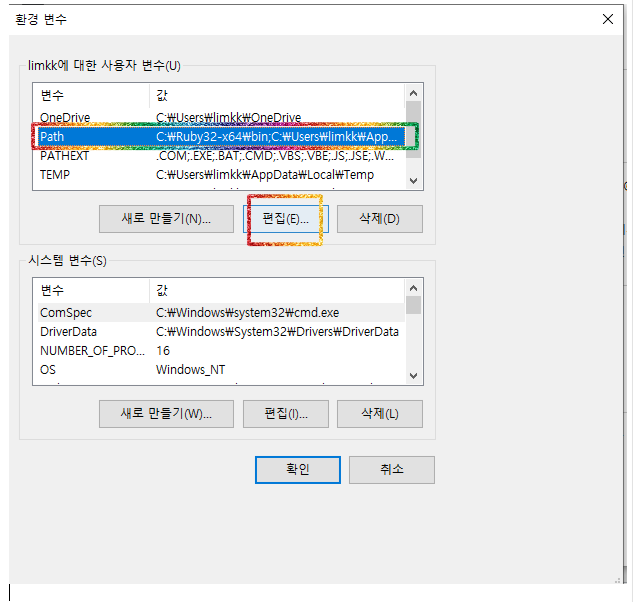 환경 변수
limkk에 대한 사용자 변수(U)
변수 값
OneDrive C:₩Users₩limkk₩OneDrive
Path C:₩Ruby32-x64₩bin;C:₩Users₩limkk₩App...
PATHEXT .COM;.EXE;.BAT;.CMD;.VBS;.VBE;.JS;.JSE;.W...
TEMP C:₩Users₩limkk₩AppData₩Local₩Temp
새로 만들기(N)... 편집(E)... 삭제(D)
시스템 변수(S)
변수 값
ComSpec C:₩Windows₩system32₩cmd.exe
DriverData C:₩Windows₩System32₩Drivers₩DriverData
NUMBER_OF_PRO... 16
OS Windows_NT
새로 만들기(W)... 편집(I)... 삭제(L)
확인 취소